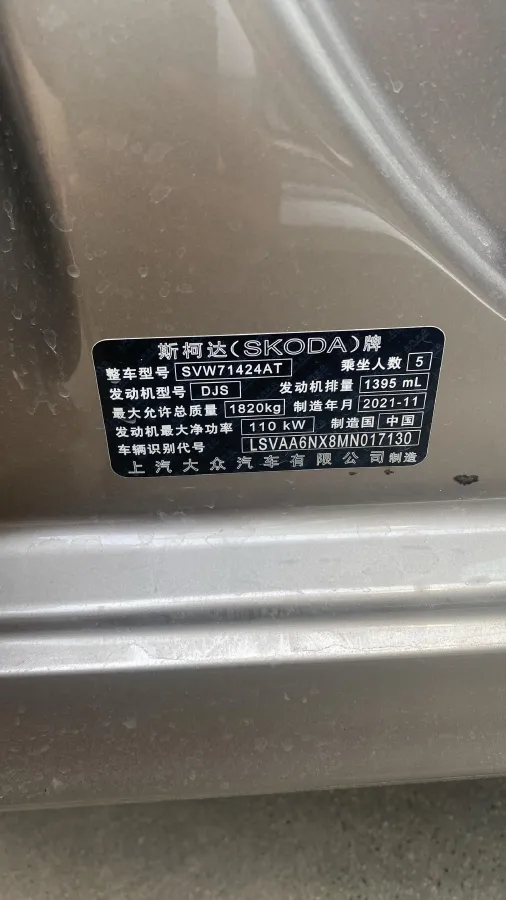 斯柯达(SKODA)牌
整车型号 SVW71424AT 乘坐人数 5
发动机型号 DJS 发动机排量 1395 mL
最大允许总质量 1820kg 制造年月 2021-11
发动机最大净功率 110 kW 制造国 中国
车辆识别代号 LSVAA6NX8MN017130
上汽大众汽车有限公司制造